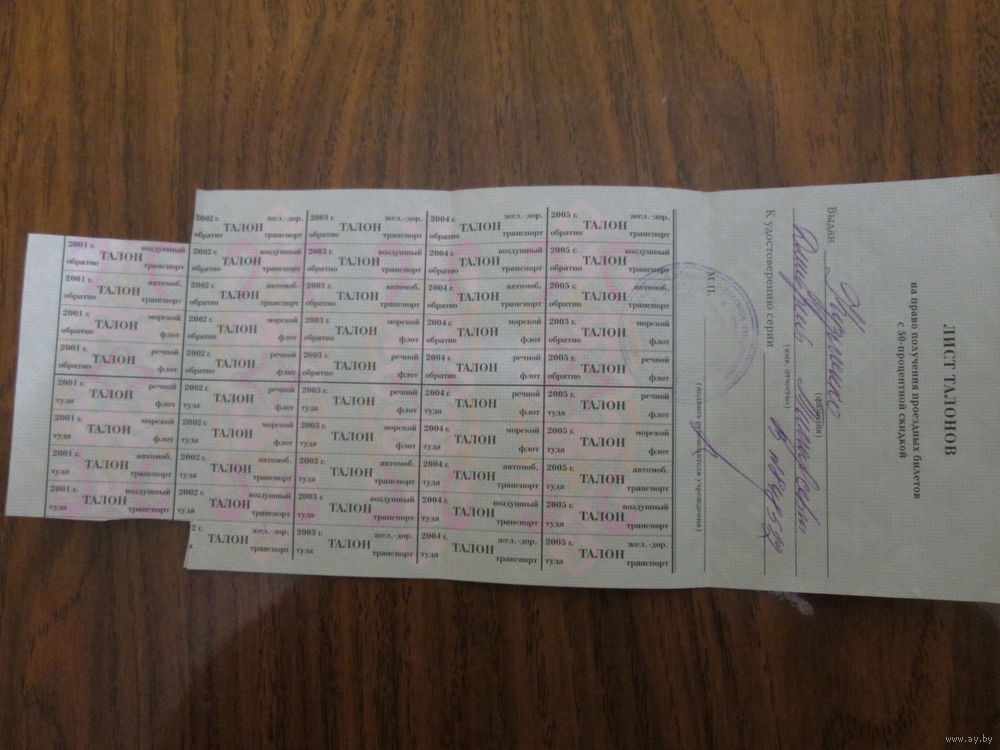 ЛИСТ ТАЛОНОВ
на право получения проездных билетов
с 50-процентной скидкой
Выдан
(фамилия)
(имя, отчество)
К удостоверению серии
М.П.
(подпись руководителя учреждения)
2002 г. ТАЛОН жел.-дор. обратно транспорт
2003 г. ТАЛОН жел.-дор. обратно транспорт
2004 г. ТАЛОН жел.-дор. обратно транспорт
2005 г. ТАЛОН жел.-дор. обратно транспорт
2001 г. ТАЛОН воздушный обратно транспорт
2002 г. ТАЛОН воздушный обратно транспорт
2003 г. ТАЛОН воздушный обратно транспорт
2004 г. ТАЛОН воздушный обратно транспорт
2005 г. ТАЛОН воздушный обратно транспорт
2001 г. ТАЛОН автомоб. обратно транспорт
2002 г. ТАЛОН автомоб. обратно транспорт
2003 г. ТАЛОН автомоб. обратно транспорт
2004 г. ТАЛОН автомоб. обратно транспорт
2005 г. ТАЛОН автомоб. обратно транспорт
2001 г. ТАЛОН морской обратно флот
2002 г. ТАЛОН морской обратно флот
2003 г. ТАЛОН морской обратно флот
2004 г. ТАЛОН морской обратно флот
2005 г. ТАЛОН морской обратно флот
2001 г. ТАЛОН речной обратно флот
2002 г. ТАЛОН речной обратно флот
2003 г. ТАЛОН речной обратно флот
2004 г. ТАЛОН речной обратно флот
2005 г. ТАЛОН речной обратно флот
2001 г. ТАЛОН речной туда флот
2002 г. ТАЛОН речной туда флот
2003 г. ТАЛОН речной туда флот
2004 г. ТАЛОН речной туда флот
2005 г. ТАЛОН речной туда флот
2001 г. ТАЛОН морской туда флот
2002 г. ТАЛОН морской туда флот
2003 г. ТАЛОН морской туда флот
2004 г. ТАЛОН морской туда флот
2005 г. ТАЛОН морской туда флот
2001 г. ТАЛОН автомоб. туда транспорт
2002 г. ТАЛОН автомоб. туда транспорт
2003 г. ТАЛОН автомоб. туда транспорт
2004 г. ТАЛОН автомоб. туда транспорт
2005 г. ТАЛОН автомоб. туда транспорт
2001 г. ТАЛОН воздушный туда транспорт
2002 г. ТАЛОН воздушный туда транспорт
2003 г. ТАЛОН воздушный туда транспорт
2004 г. ТАЛОН воздушный туда транспорт
2005 г. ТАЛОН воздушный туда транспорт
2 г. ТАЛОН жел.-дор. транспорт
2003 г. ТАЛОН жел.-дор. туда транспорт
2004 г. ТАЛОН жел.-дор. туда транспорт
2005 г. ТАЛОН жел.-дор. туда транспорт
www.ay.by